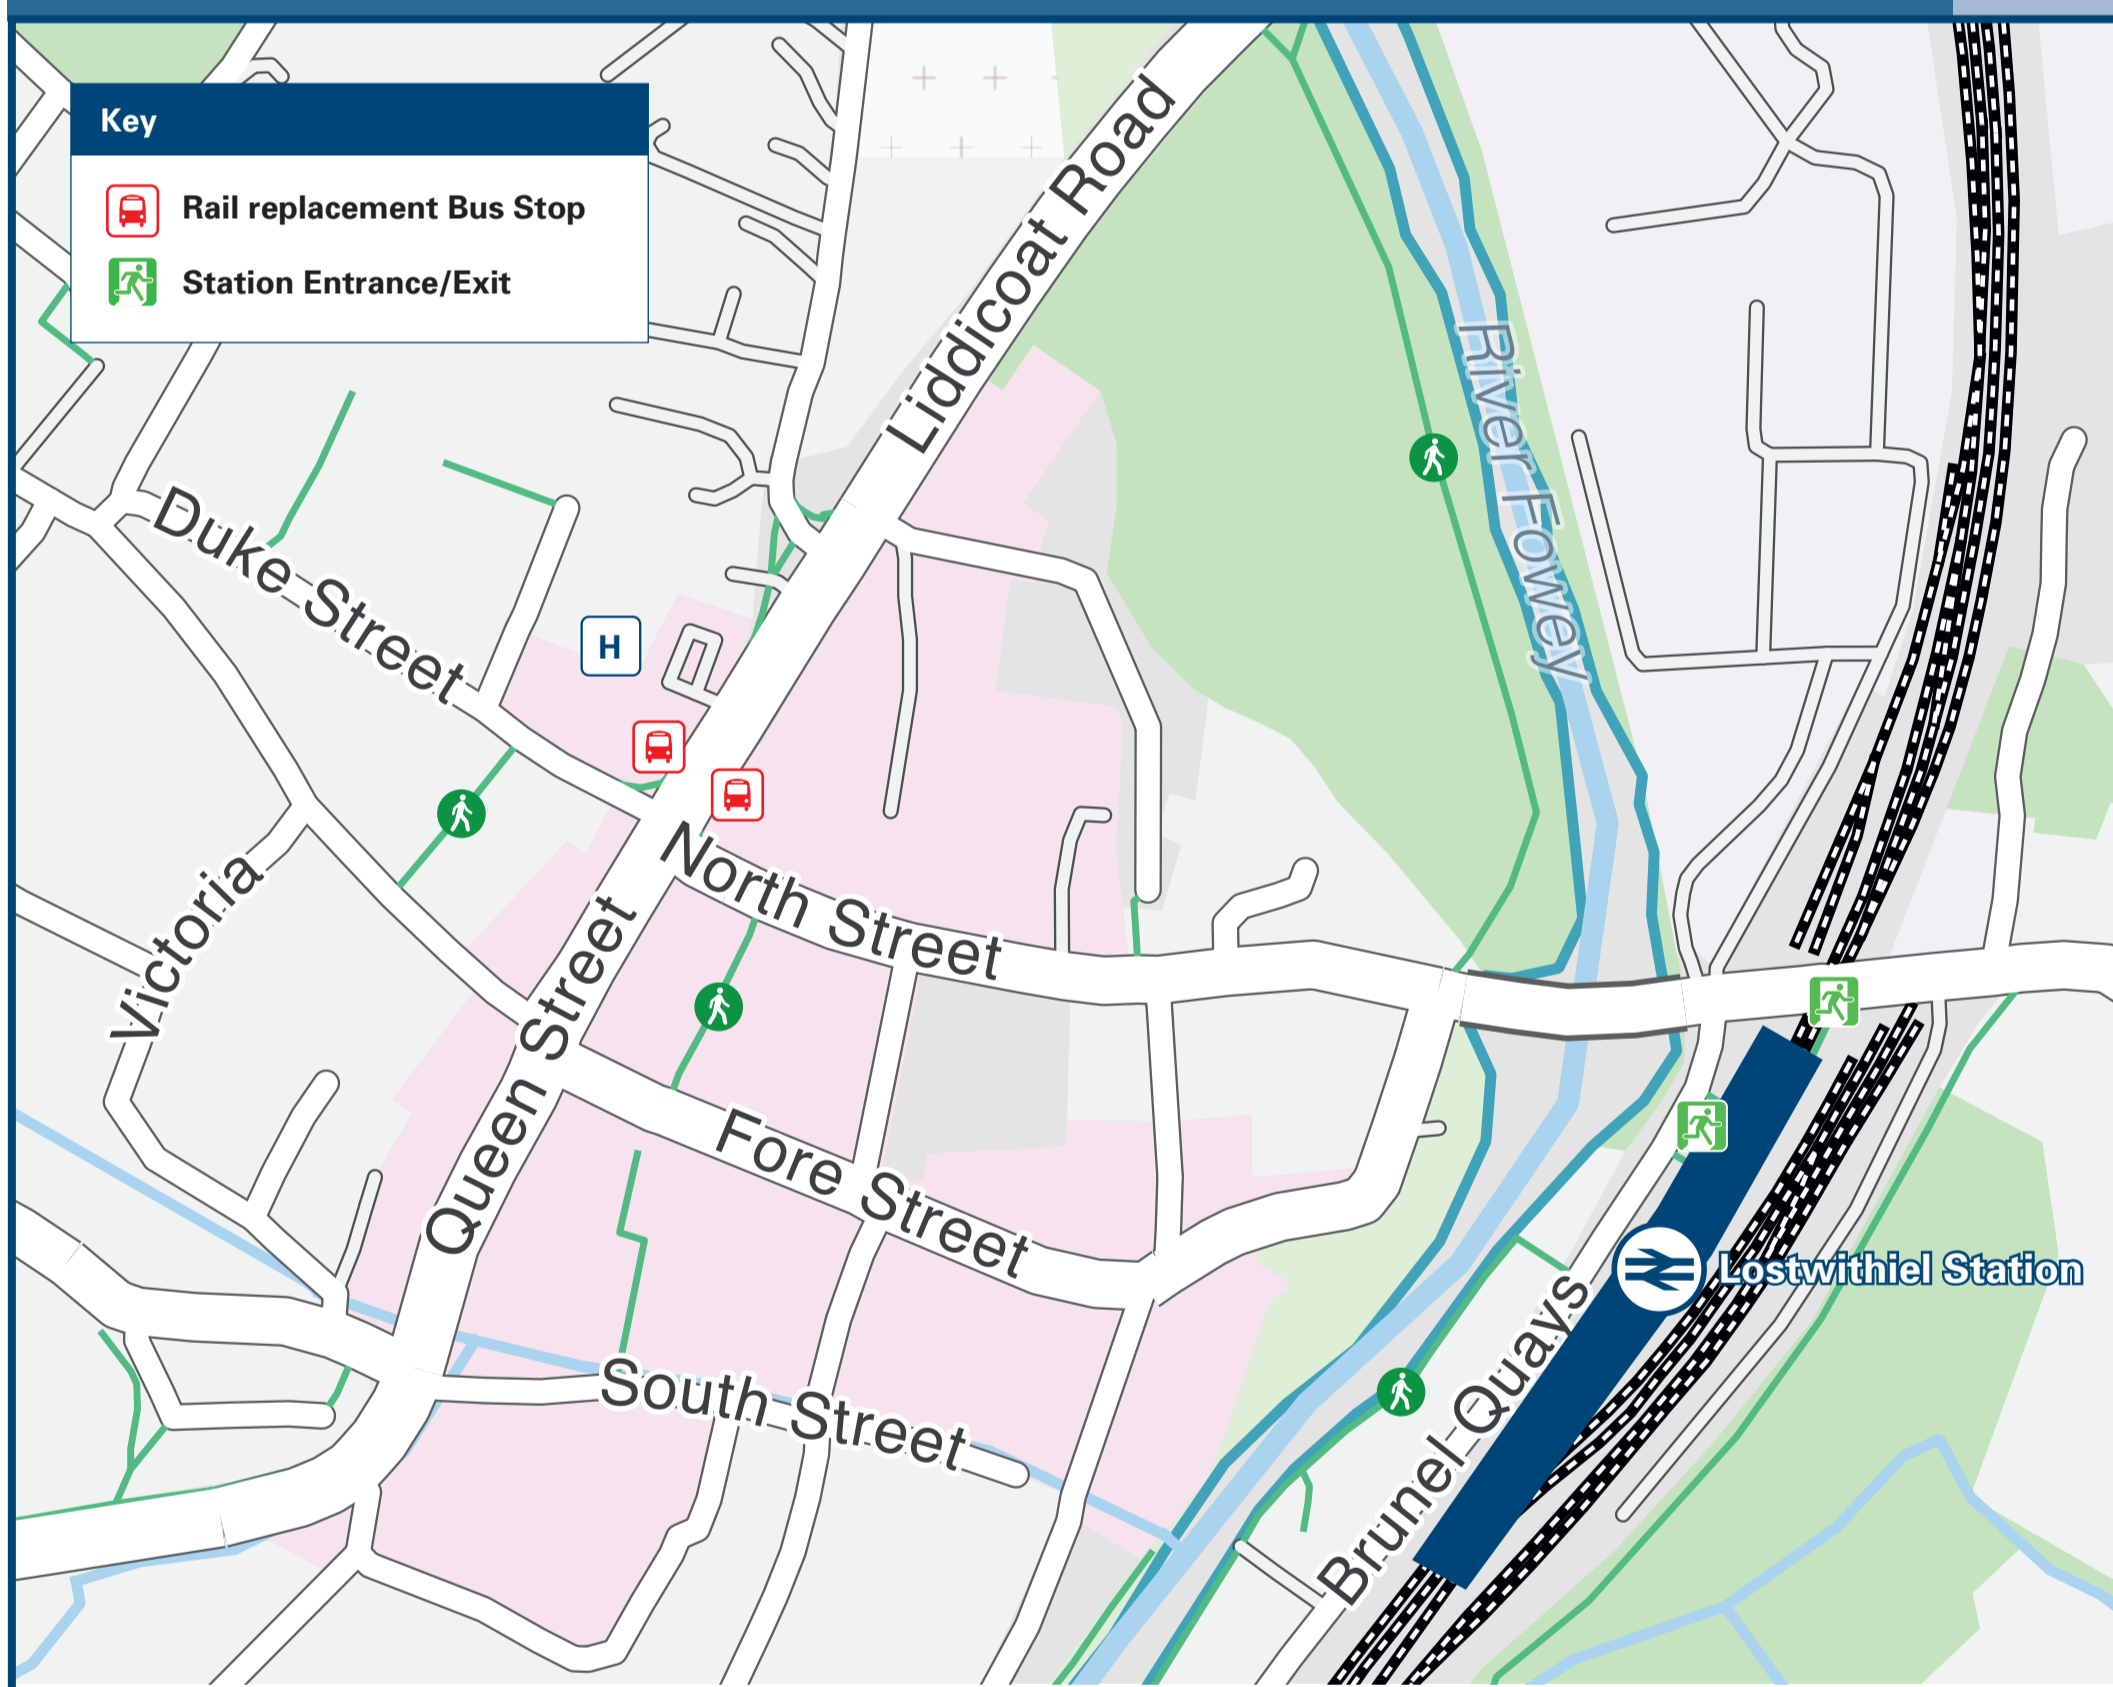 Key
Rail replacement Bus Stop
Station Entrance/Exit
Liddicoat Road
River Fowey
Duke Street
H
North Street
Victoria
Queen Street
Fore Street
Lostwithiel Station
South Street
Brunel Quays